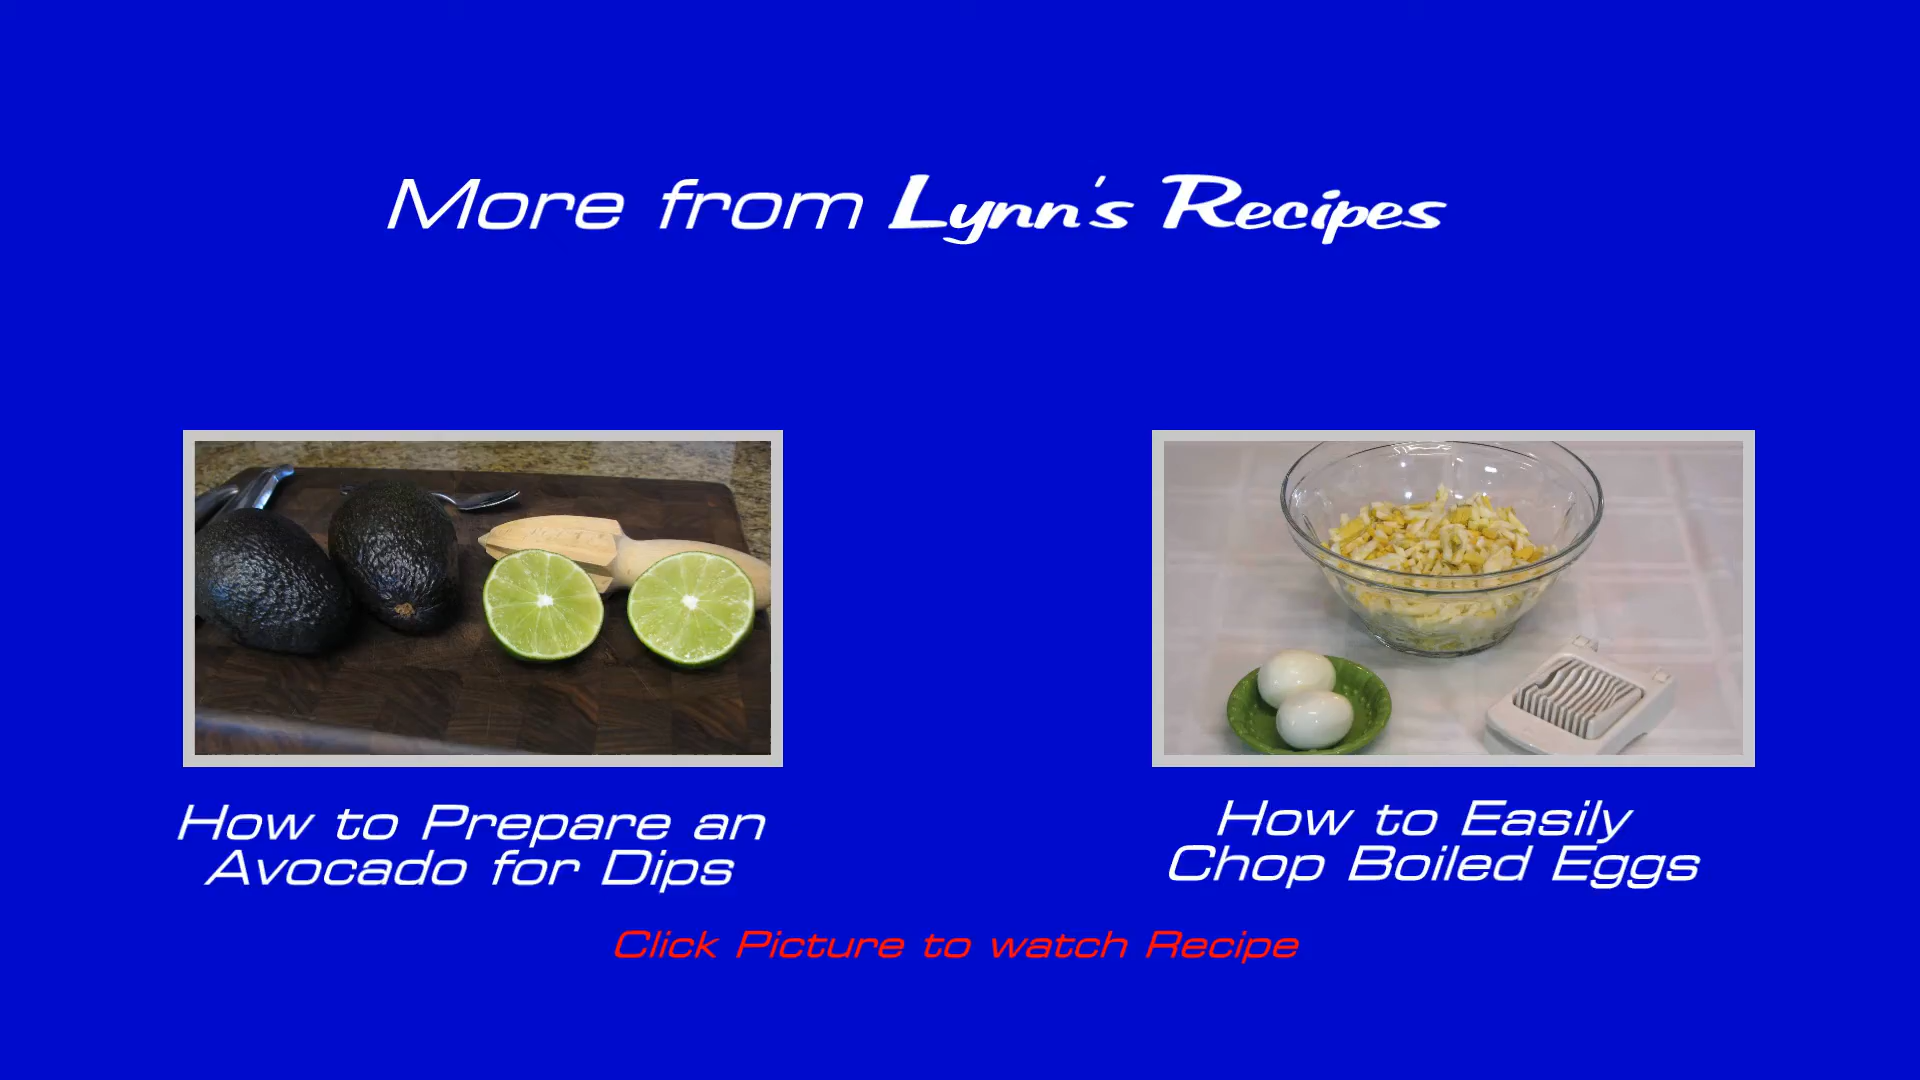 More from Lynn's Recipes
How to Prepare an
Avocado for Dips
How to Easily
Chop Boiled Eggs
Click Picture to watch Recipe